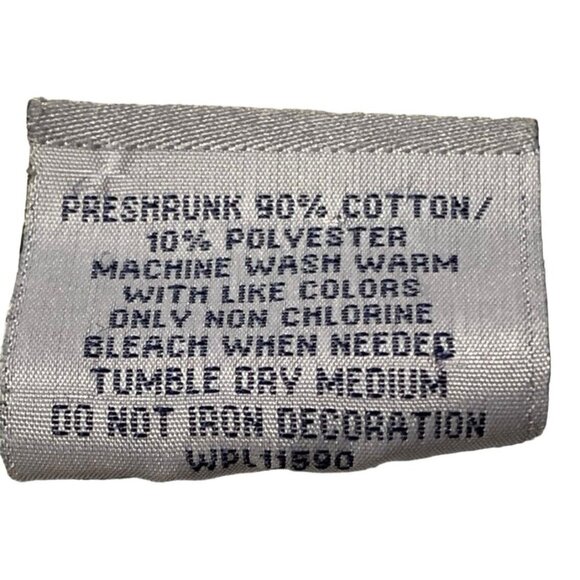 PRESHRUNK 90% COTTON/
10% POLYESTER
MACHINE WASH WARM
WITH LIKE COLORS
ONLY NON CHLORINE
BLEACH WHEN NEEDED
TUMBLE DRY MEDIUM
DO NOT IRON DECORATION
WPL11590